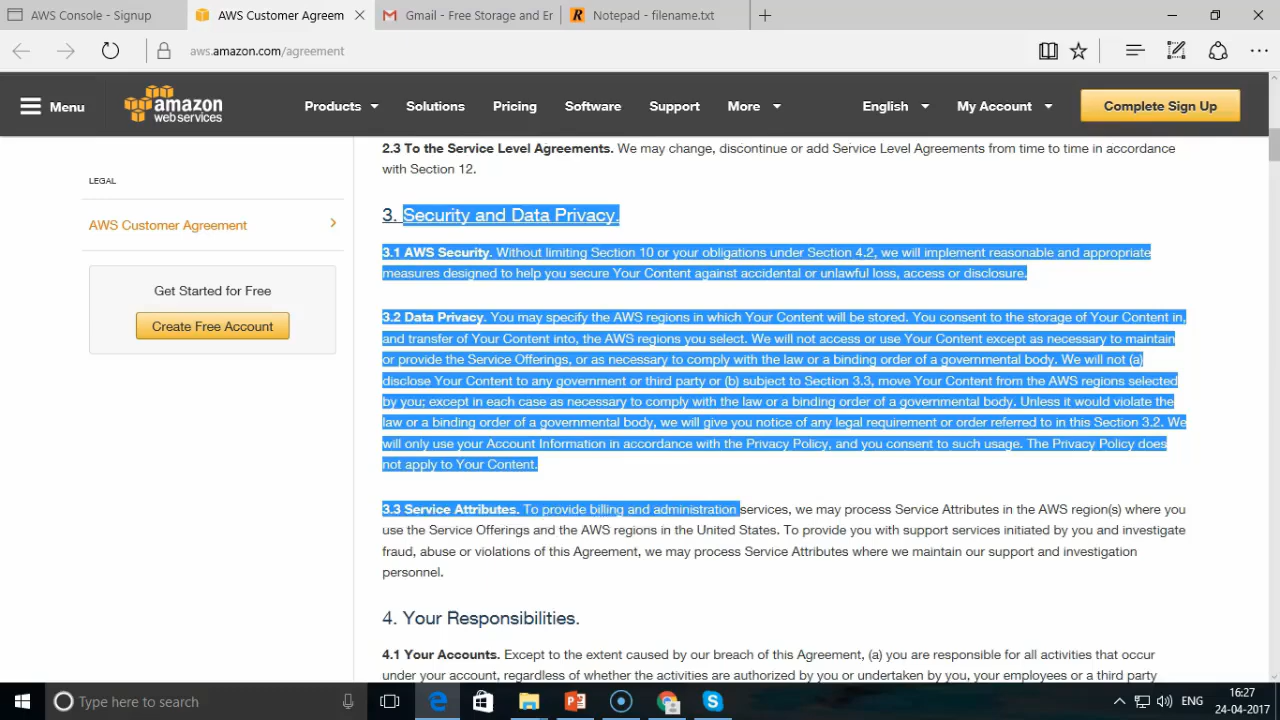 AWS Console - Signup
AWS Customer Agreem
Gmail - Free Storage and Er
Notepad - filename.txt
aws.amazon.com/agreement
Menu
amazon
web services
Products
Solutions
Pricing
Software
Support
More
English
My Account
Complete Sign Up
LEGAL
AWS Customer Agreement
Get Started for Free
Create Free Account
2.3 To the Service Level Agreements. We may change, discontinue or add Service Level Agreements from time to time in accordance
with Section 12.
3. Security and Data Privacy.
3.1 AWS Security. Without limiting Section 10 or your obligations under Section 4.2, we will implement reasonable and appropriate
measures designed to help you secure Your Content against accidental or unlawful loss, access or disclosure.
3.2 Data Privacy. You may specify the AWS regions in which Your Content will be stored. You consent to the storage of Your Content in,
and transfer of Your Content into, the AWS regions you select. We will not access or use Your Content except as necessary to maintain
or provide the Service Offerings, or as necessary to comply with the law or a binding order of a governmental body. We will not (a)
disclose Your Content to any government or third party or (b) subject to Section 3.3, move Your Content from the AWS regions selected
by you; except in each case as necessary to comply with the law or a binding order of a governmental body. Unless it would violate the
law or a binding order of a governmental body, we will give you notice of any legal requirement or order referred to in this Section 3.2. We
will only use your Account Information in accordance with the Privacy Policy, and you consent to such usage. The Privacy Policy does
not apply to Your Content.
3.3 Service Attributes. To provide billing and administration services, we may process Service Attributes in the AWS region(s) where you
use the Service Offerings and the AWS regions in the United States. To provide you with support services initiated by you and investigate
fraud, abuse or violations of this Agreement, we may process Service Attributes where we maintain our support and investigation
personnel.
4. Your Responsibilities.
4.1 Your Accounts. Except to the extent caused by our breach of this Agreement, (a) you are responsible for all activities that occur
under your account, regardless of whether the activities are authorized by you or undertaken by you, your employees or a third party
Type here to search
ENG
16:27
24-04-2017